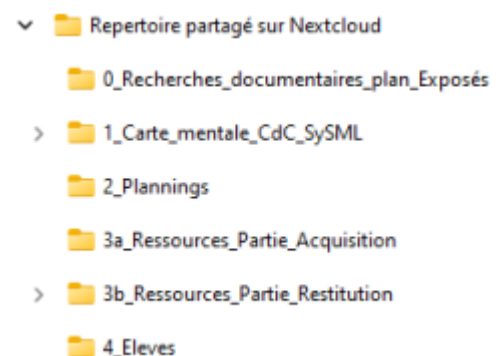 Repertoire partagé sur Nextcloud
0_Recherches_documentaires_plan_Exposés
1_Carte_mentale_CdC_SySML
2_Plannings
3a_Ressources_Partie_Acquisition
3b_Ressources_Partie_Restitution
4_Eleves